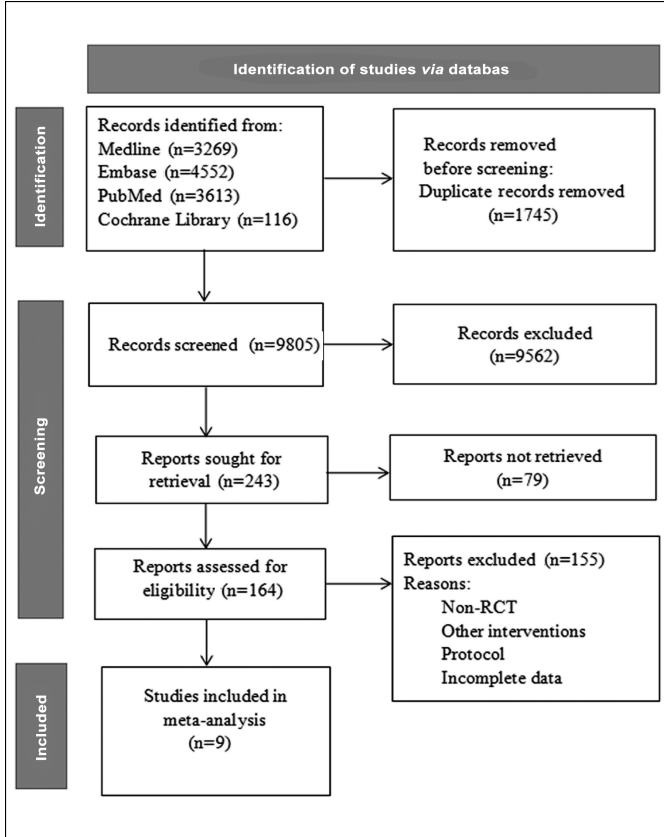 Identification of studies via databas
Identification
Records identified from:
Medline (n=3269)
Embase (n=4552)
PubMed (n=3613)
Cochrane Library (n=116)
Records removed
before screening:
Duplicate records removed
(n=1745)
Screening
Records screened (n=9805)
Records excluded
(n=9562)
Reports sought for
retrieval (n=243)
Reports not retrieved
(n=79)
Reports assessed for
eligibility (n=164)
Reports excluded (n=155)
Reasons:
Non-RCT
Other interventions
Protocol
Incomplete data
Included
Studies included in
meta-analysis
(n=9)